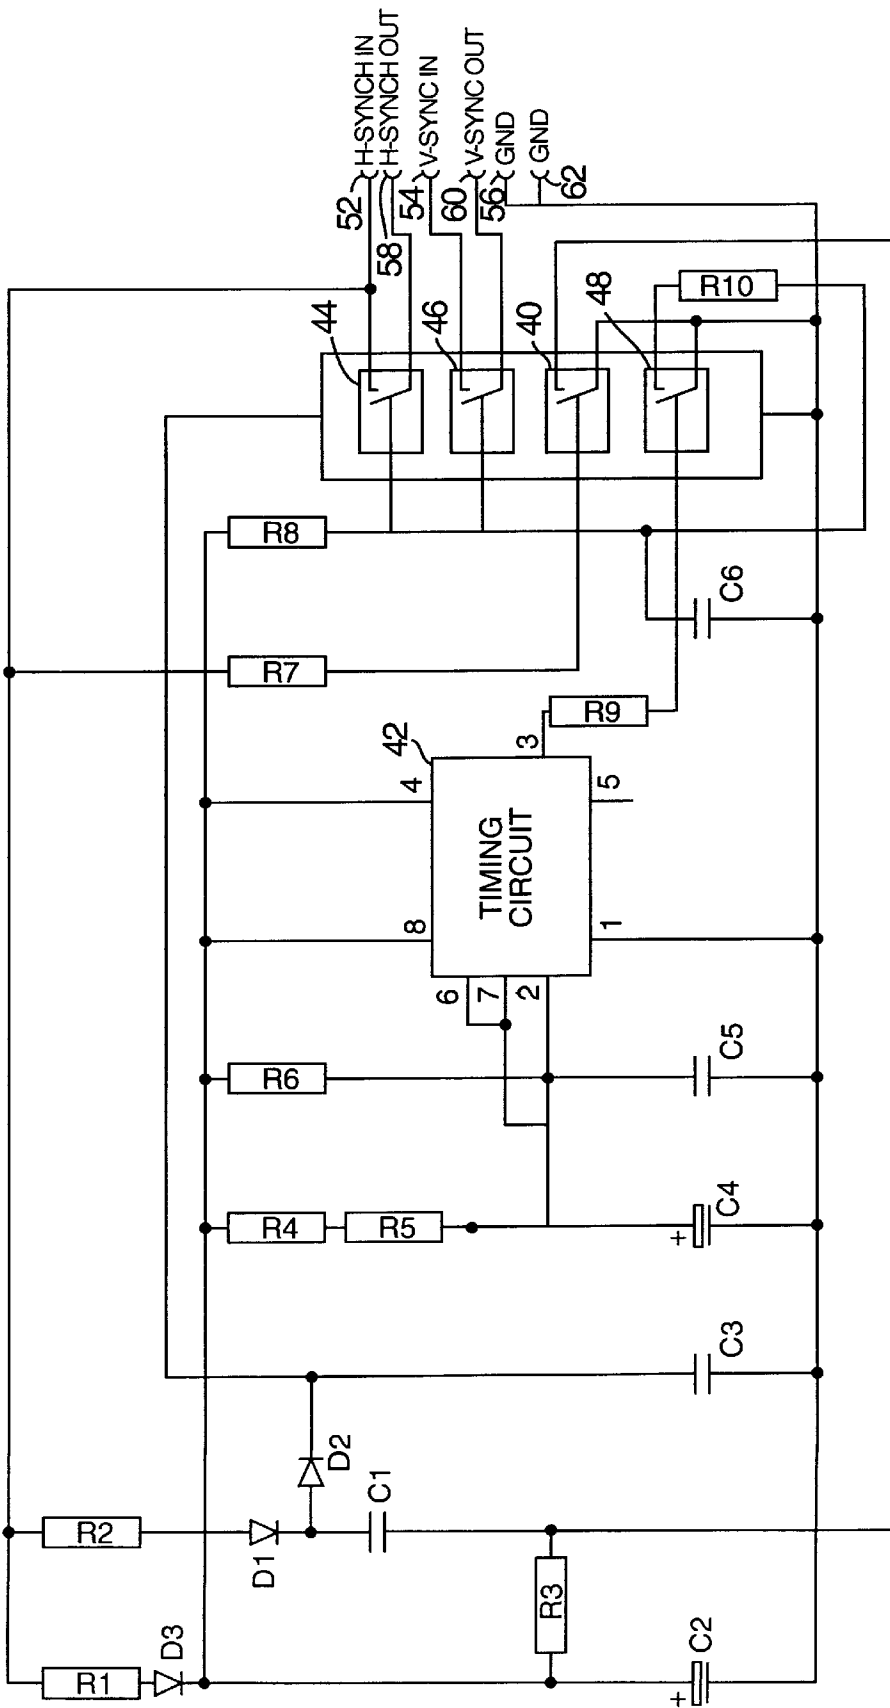 H-SYNCH IN
H-SYNCH OUT
V-SYNC IN
V-SYNC OUT
GND
GND
52
58
54
60
56
62
44
46
40
48
R10
R8
R7
C6
R9
42
3
4
5
TIMING
CIRCUIT
8
1
6
7
2
R6
C5
R4
R5
+
C4
C3
D2
R2
D1
C1
R1
D3
R3
+
C2